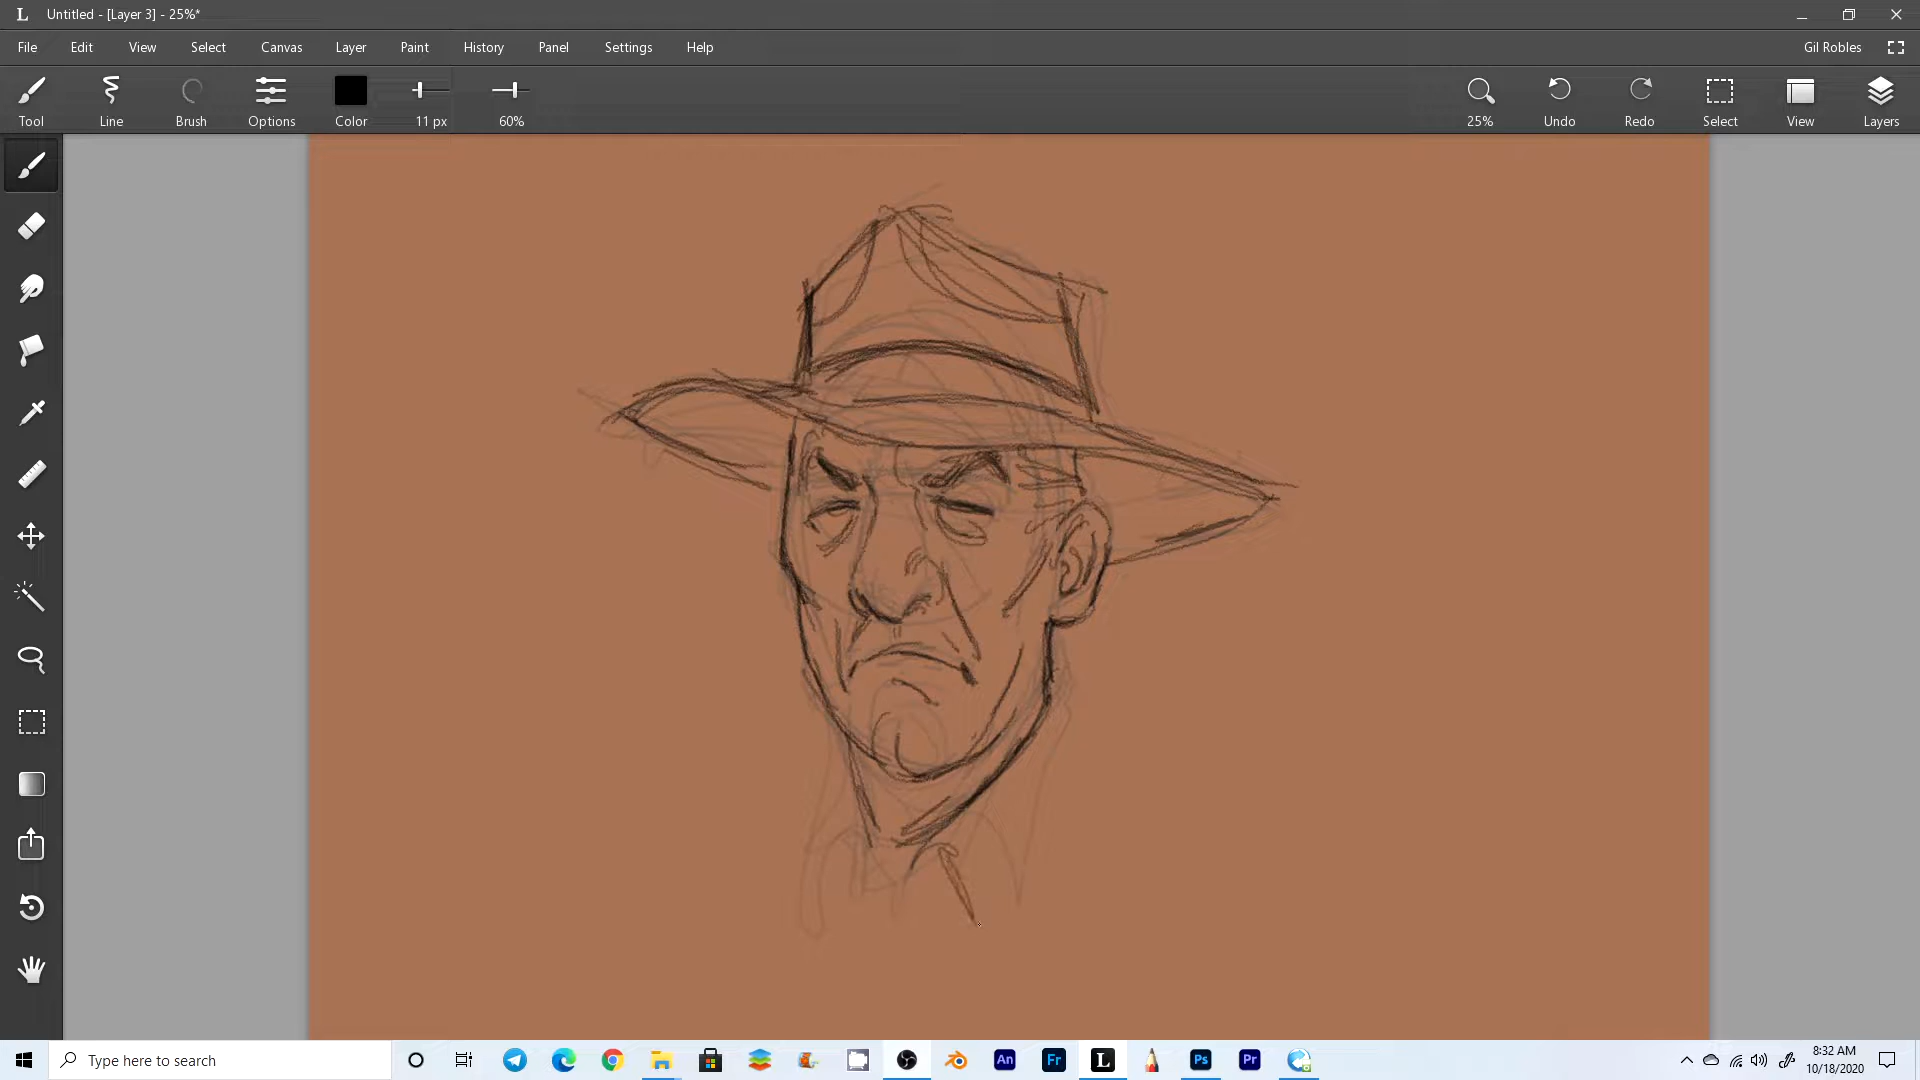 L Untitled - [Layer 3] - 25%*
File Edit View Select Canvas Layer Paint History Panel Settings Help Gil Robles
Tool Line Brush Options Color 11 px 60% 25% Undo Redo Select View Layers
Type here to search
An Fr L Ps Pr
8:32 AM
10/18/2020